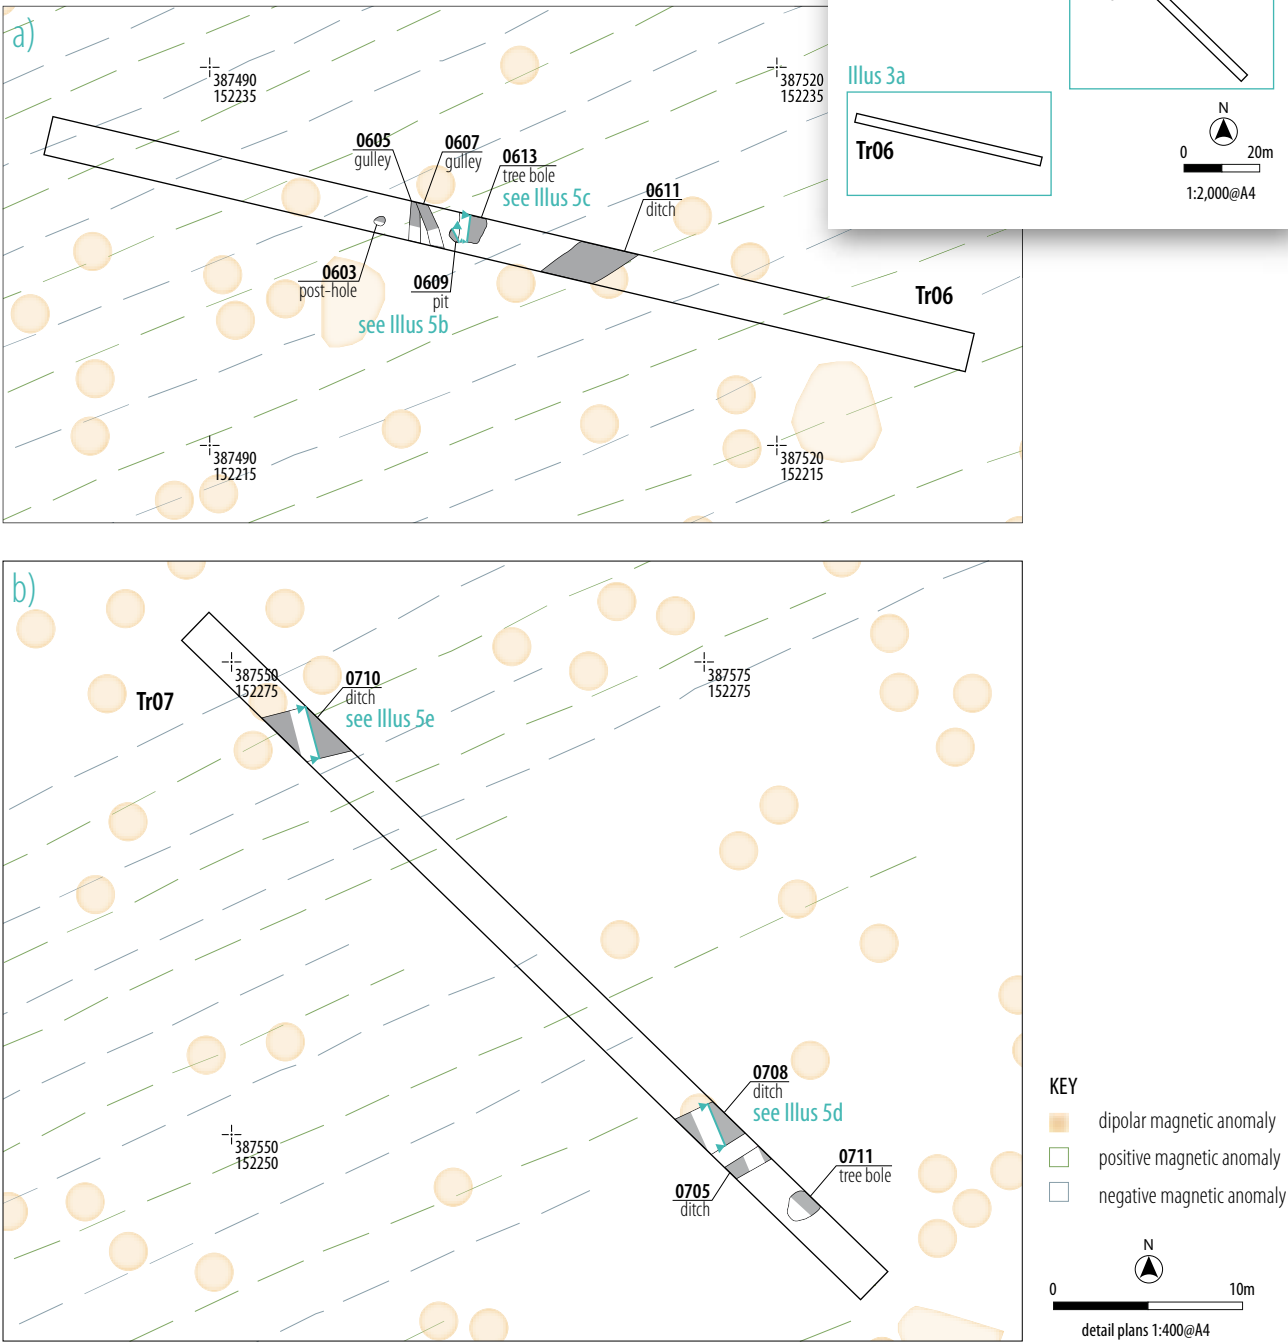 a)
387490
152235
387520
152235
0605
gulley
0607
gulley
0613
tree bole
see Illus 5c
0611
ditch
0603
post-hole
0609
pit
see Illus 5b
Tr06
387490
152215
387520
152215
Illus 3a
Tr06
N
0 20m
1:2,000@A4
b)
387550
152275
387575
152275
Tr07
0710
ditch
see Illus 5e
0708
ditch
see Illus 5d
0711
tree bole
0705
ditch
387550
152250
KEY
dipolar magnetic anomaly
positive magnetic anomaly
negative magnetic anomaly
N
0 10m
detail plans 1:400@A4